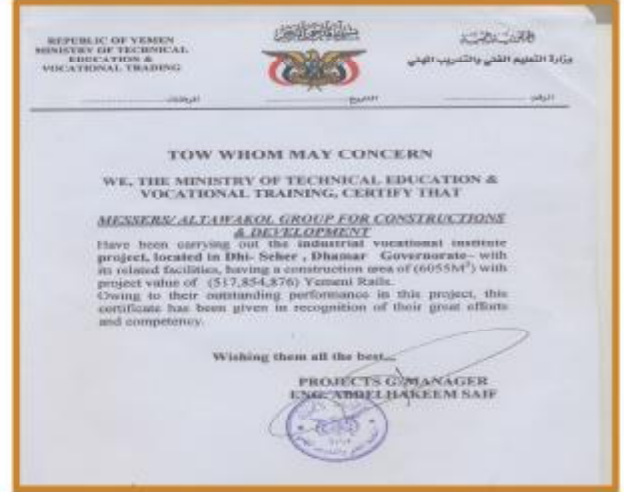 REPUBLIC OF YEMEN
MINISTRY OF TECHNICAL
EDUCATION &
VOCATIONAL TRADING
وزارة التعليم الفني والتدريب المهني
الرقم
التاريخ
المرفقات
TOW WHOM MAY CONCERN
WE, THE MINISTRY OF TECHNICAL EDUCATION &
VOCATIONAL TRAINING, CERTIFY THAT
MESSERS/ ALTAWAKOL GROUP FOR CONSTRUCTIONS
& DEVELOPMENT
Have been carrying out the industrial vocational institute
project, located in Dhi- Seher , Dhamar Governorate– with
its related facilities, having a construction area of (6055M²) with
project value of (517,854,876) Yemeni Rails.
Owing to their outstanding performance in this project, this
certificate has been given in recognition of their great efforts
and competency.
Wishing them all the best...
PROJECTS G/MANAGER
ENG. ABDELHAKEEM SAIF